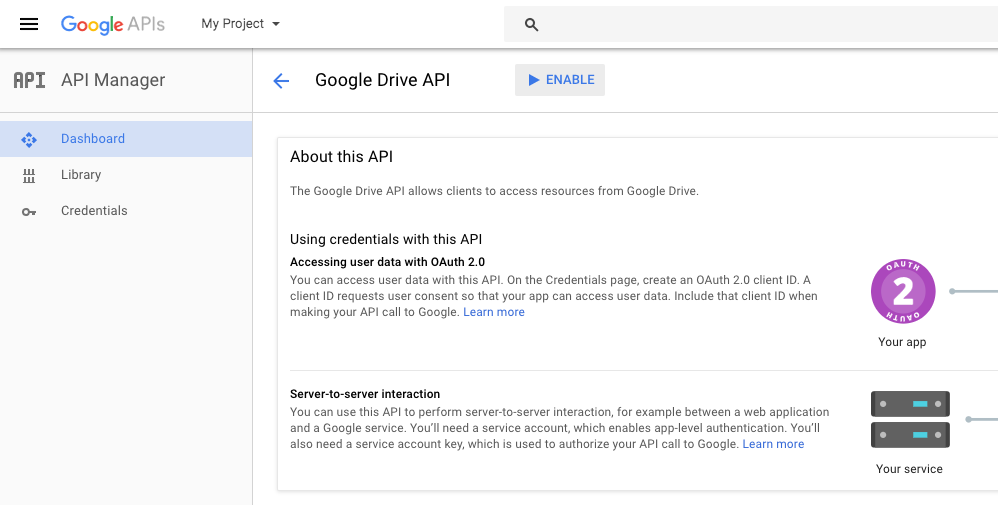 Google APIs
My Project
API API Manager
Google Drive API
ENABLE
Dashboard
Library
Credentials
About this API
The Google Drive API allows clients to access resources from Google Drive.
Using credentials with this API
Accessing user data with OAuth 2.0
You can access user data with this API. On the Credentials page, create an OAuth 2.0 client ID. A
client ID requests user consent so that your app can access user data. Include that client ID when
making your API call to Google. Learn more
OAUTH
2
OAUTH
Your app
Server-to-server interaction
You can use this API to perform server-to-server interaction, for example between a web application
and a Google service. You'll need a service account, which enables app-level authentication. You'll
also need a service account key, which is used to authorize your API call to Google. Learn more
Your service